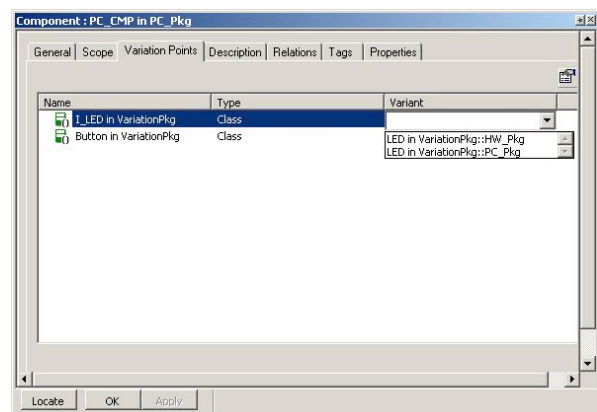 Component : PC_CMP in PC_Pkg
General Scope Variation Points Description Relations Tags Properties
Name Type Variant
I_LED in VariationPkg Class
Button in VariationPkg Class
LED in VariationPkg::HW_Pkg
LED in VariationPkg::PC_Pkg
Locate OK Apply